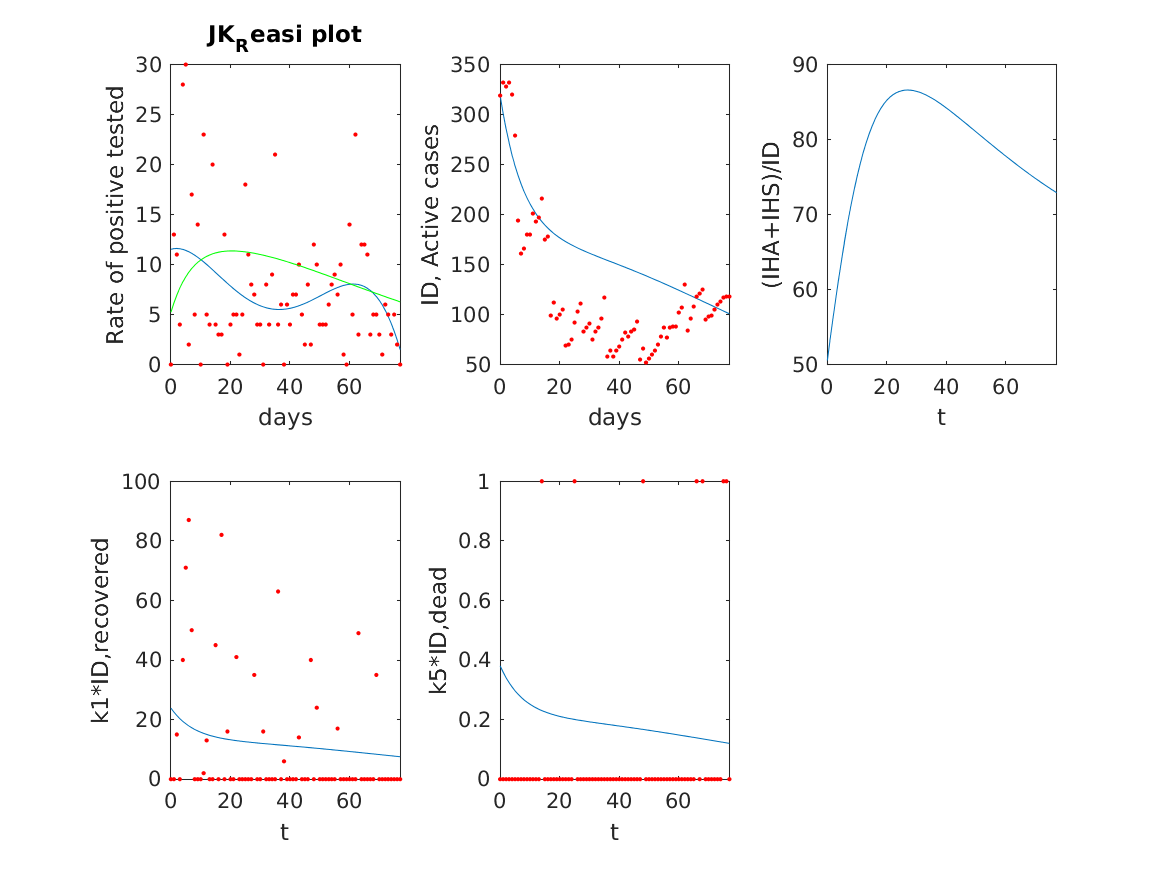 JK_Reasi plot
Rate of positive tested
30
25
20
15
10
5
0
0 20 40 60
days
ID, Active cases
350
300
250
200
150
100
50
0 20 40 60
days
(IHA+IHS)/ID
90
80
70
60
50
0 20 40 60
t
k1*ID,recovered
100
80
60
40
20
0
0 20 40 60
t
k5*ID,dead
1
0.8
0.6
0.4
0.2
0
0 20 40 60
t